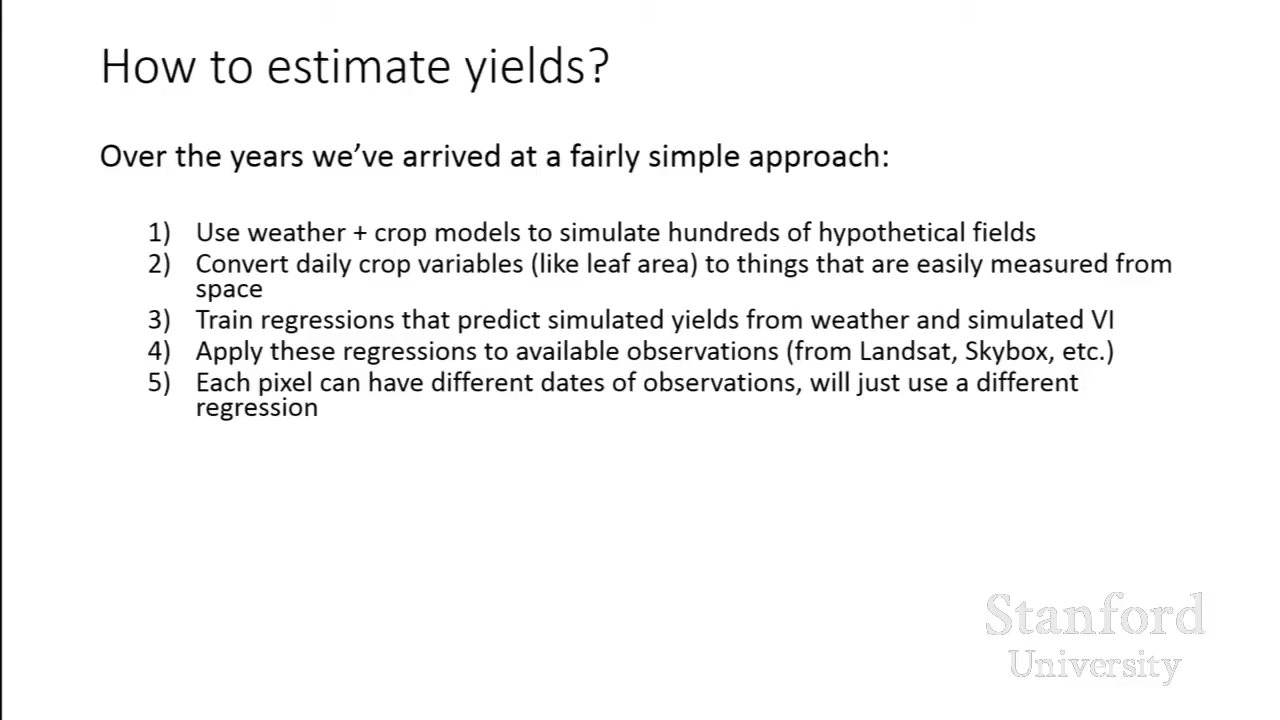 How to estimate yields?
Over the years we’ve arrived at a fairly simple approach:
1) Use weather + crop models to simulate hundreds of hypothetical fields
2) Convert daily crop variables (like leaf area) to things that are easily measured from
space
3) Train regressions that predict simulated yields from weather and simulated VI
4) Apply these regressions to available observations (from Landsat, Skybox, etc.)
5) Each pixel can have different dates of observations, will just use a different
regression
Stanford
University